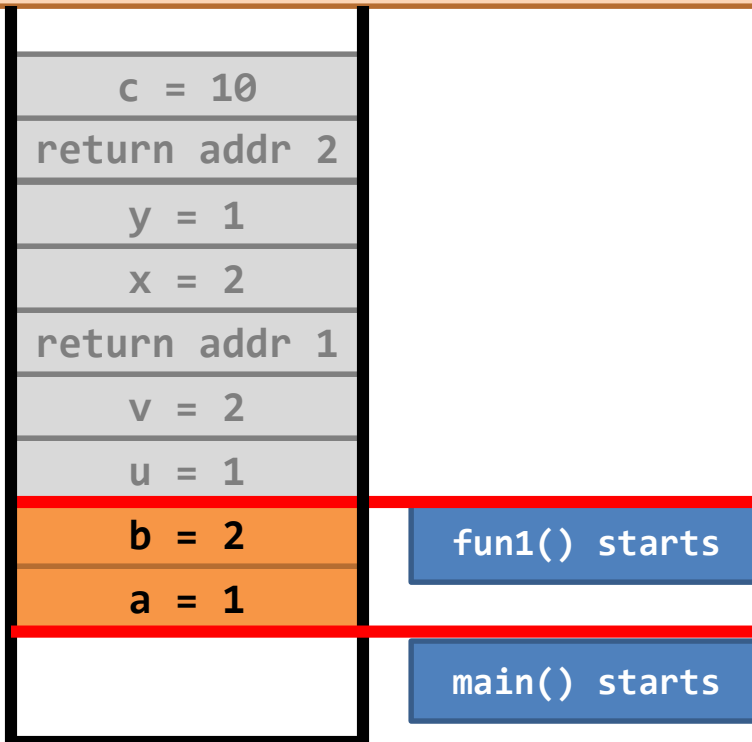 c = 10
return addr 2
y = 1
x = 2
return addr 1
v = 2
u = 1
b = 2
fun1() starts
a = 1
main() starts